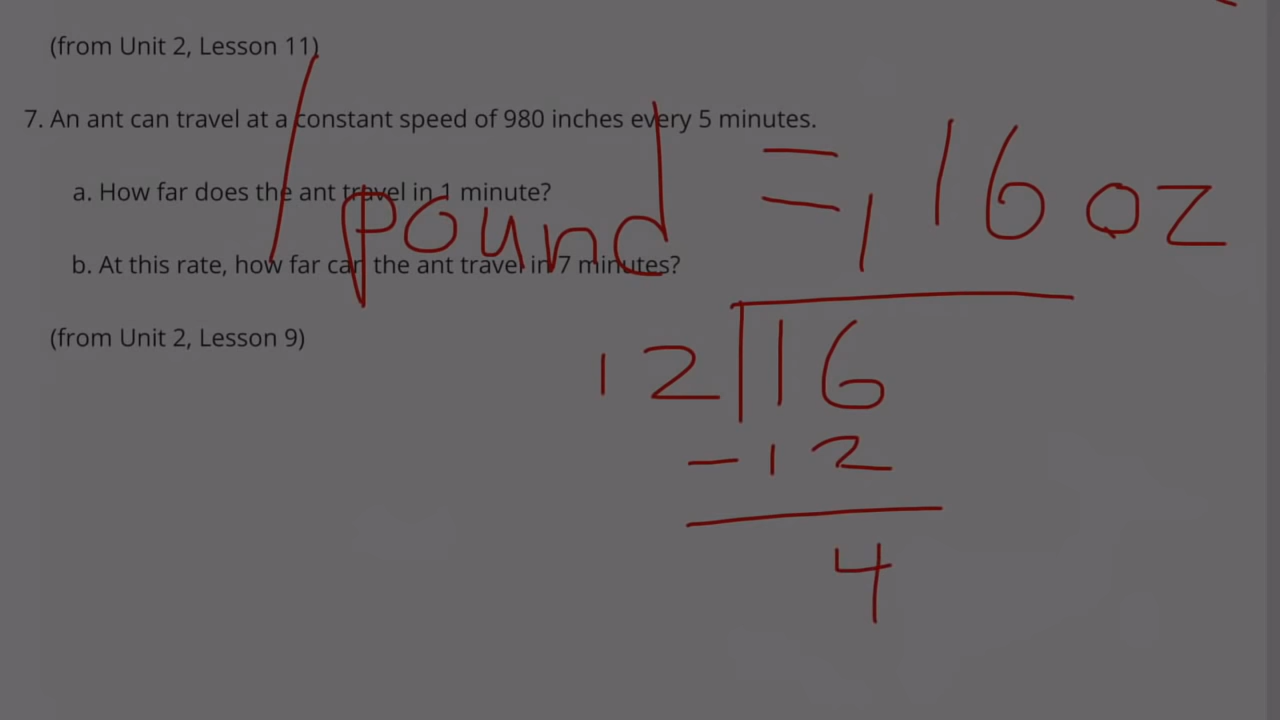 (from Unit 2, Lesson 11)
7. An ant can travel at a constant speed of 980 inches every 5 minutes.
a. How far does the ant travel in 1 minute?
b. At this rate, how far can the ant travel in 7 minutes?
(from Unit 2, Lesson 9)
1 pound = 16 oz
1
12 16
- 12
4